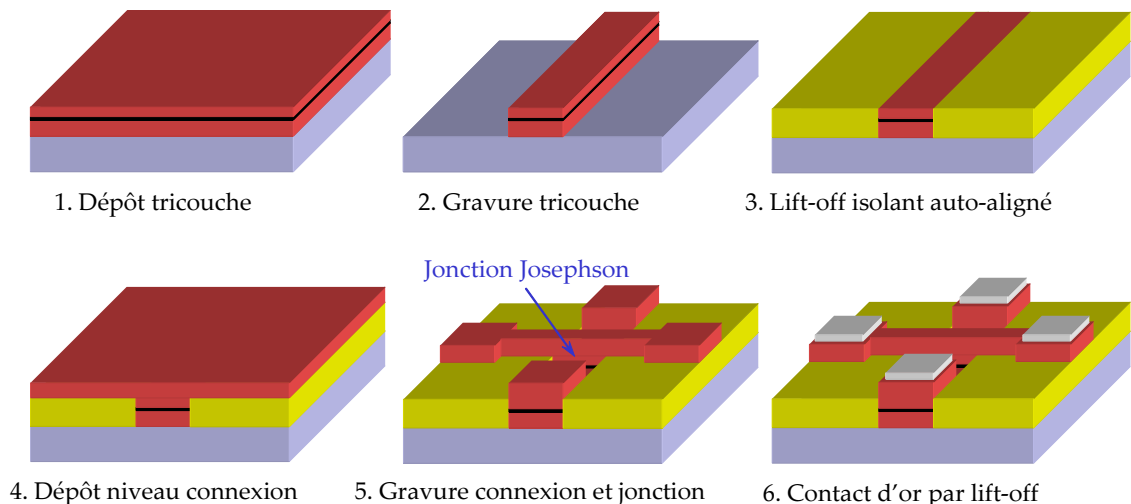 1. Dépôt tricouche
2. Gravure tricouche
3. Lift-off isolant auto-aligné
Jonction Josephson
4. Dépôt niveau connexion
5. Gravure connexion et jonction
6. Contact d'or par lift-off